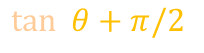 tan θ + π/2